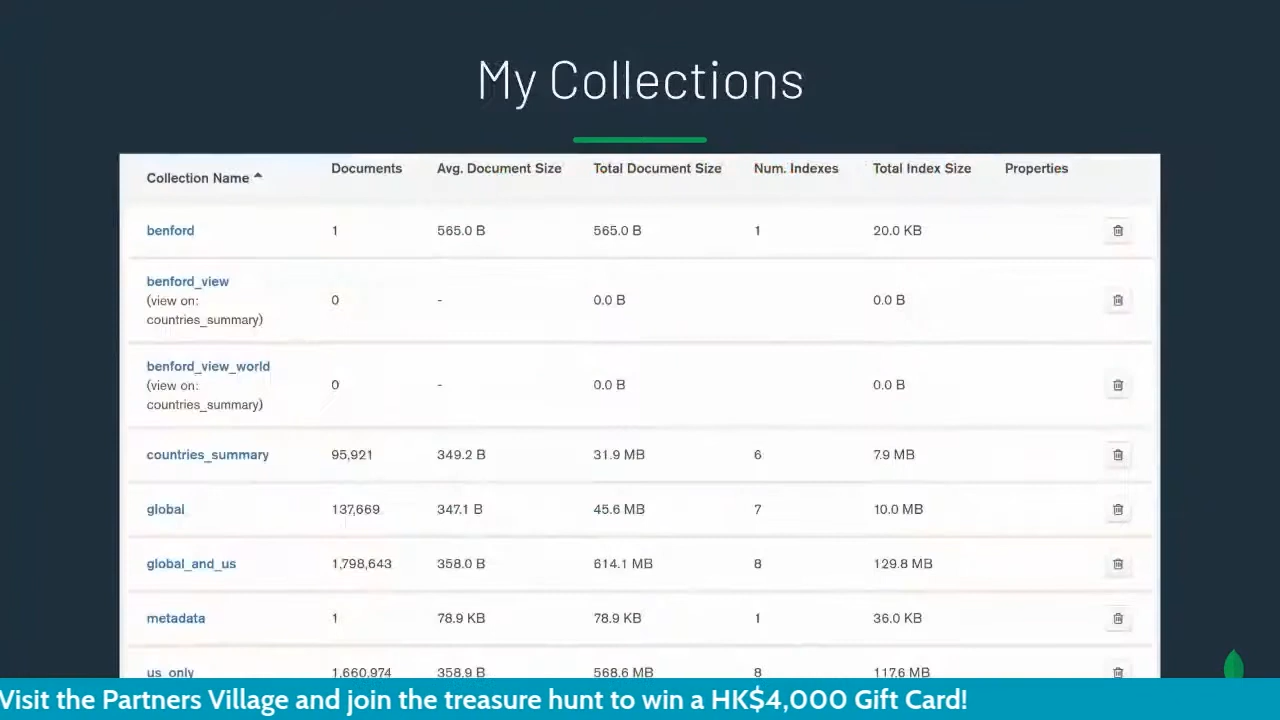 My Collections
Collection Name Documents Avg. Document Size Total Document Size Num. Indexes Total Index Size Properties
benford 1 565.0 B 565.0 B 1 20.0 KB
benford_view
(view on: 0 - 0.0 B 0.0 B
countries_summary)
benford_view_world
(view on: 0 - 0.0 B 0.0 B
countries_summary)
countries_summary 95,921 349.2 B 31.9 MB 6 7.9 MB
global 137,669 347.1 B 45.6 MB 7 10.0 MB
global_and_us 1,798,643 358.0 B 614.1 MB 8 129.8 MB
metadata 1 78.9 KB 78.9 KB 1 36.0 KB
us_only 1,660,974 358.9 B 568.6 MB 8 117.6 MB
Visit the Partners Village and join the treasure hunt to win a HK$4,000 Gift Card!